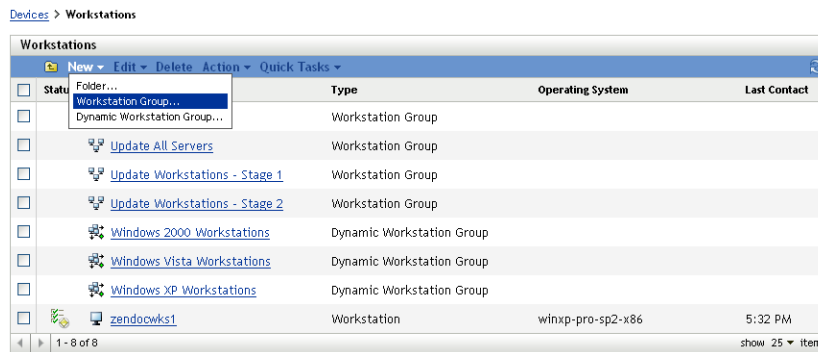 Devices > Workstations
Workstations
New Edit Delete Action Quick Tasks
Folder...
Workstation Group...
Dynamic Workstation Group...
Statu Type Operating System Last Contact
Workstation Group
Update All Servers Workstation Group
Update Workstations - Stage 1 Workstation Group
Update Workstations - Stage 2 Workstation Group
Windows 2000 Workstations Dynamic Workstation Group
Windows Vista Workstations Dynamic Workstation Group
Windows XP Workstations Dynamic Workstation Group
zendocwks1 Workstation winxp-pro-sp2-x86 5:32 PM
1 - 8 of 8 show 25 item